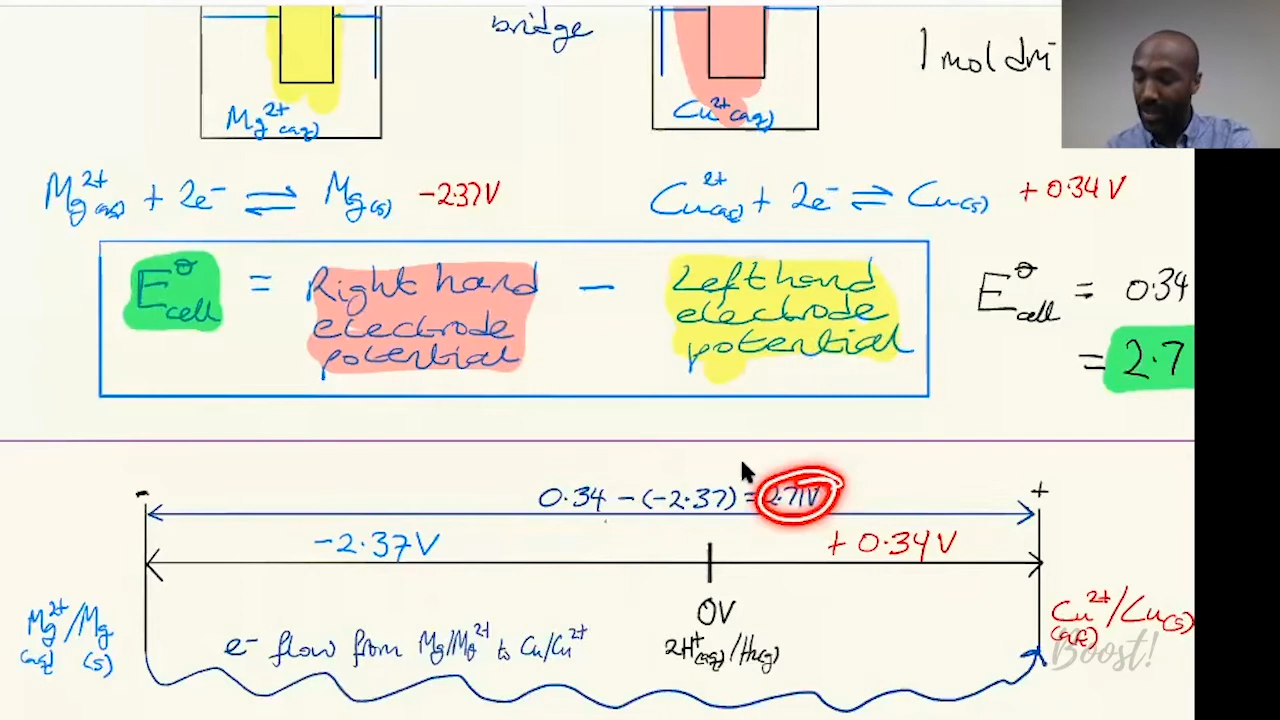 bridge
1 mol dm
Mg²⁺(aq)
Cu²⁺(aq)
Mg²⁺(aq) + 2e⁻ ⇌ Mg(s) -2.37V
Cu²⁺(aq) + 2e⁻ ⇌ Cu(s) +0.34V
E⦵cell = Right hand electrode potential - Left hand electrode potential
E⦵cell = 0.34
= 2.7
- 0.34 - (-2.37) = 2.71V +
-2.37V +0.34V
Mg²⁺(aq)/Mg(s)
0V
2H⁺(aq)/H₂(g)
Cu²⁺(aq)/Cu(s)
e⁻ flow from Mg/Mg²⁺ to Cu/Cu²⁺
Boost!